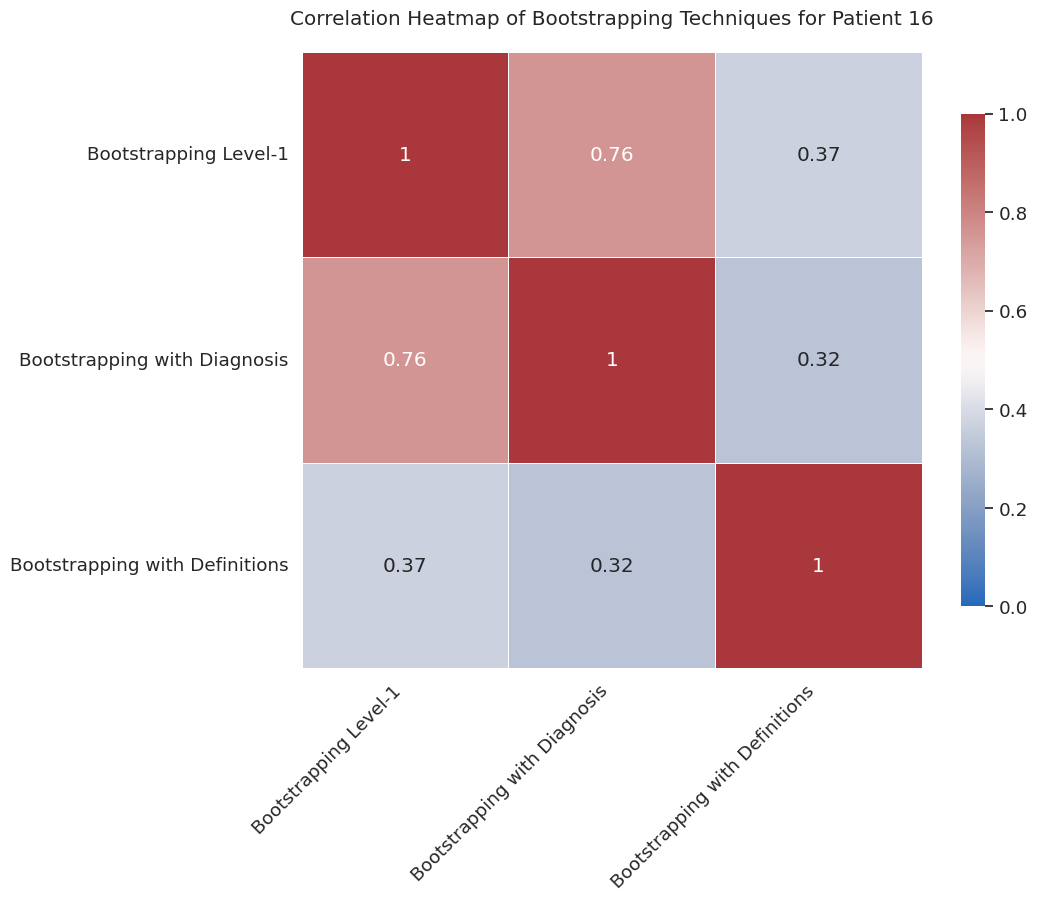 Correlation Heatmap of Bootstrapping Techniques for Patient 16
Bootstrapping Level-1
1
0.76
0.37
Bootstrapping with Diagnosis
0.76
1
0.32
Bootstrapping with Definitions
0.37
0.32
1
Bootstrapping Level-1
Bootstrapping with Diagnosis
Bootstrapping with Definitions
1.0
0.8
0.6
0.4
0.2
0.0